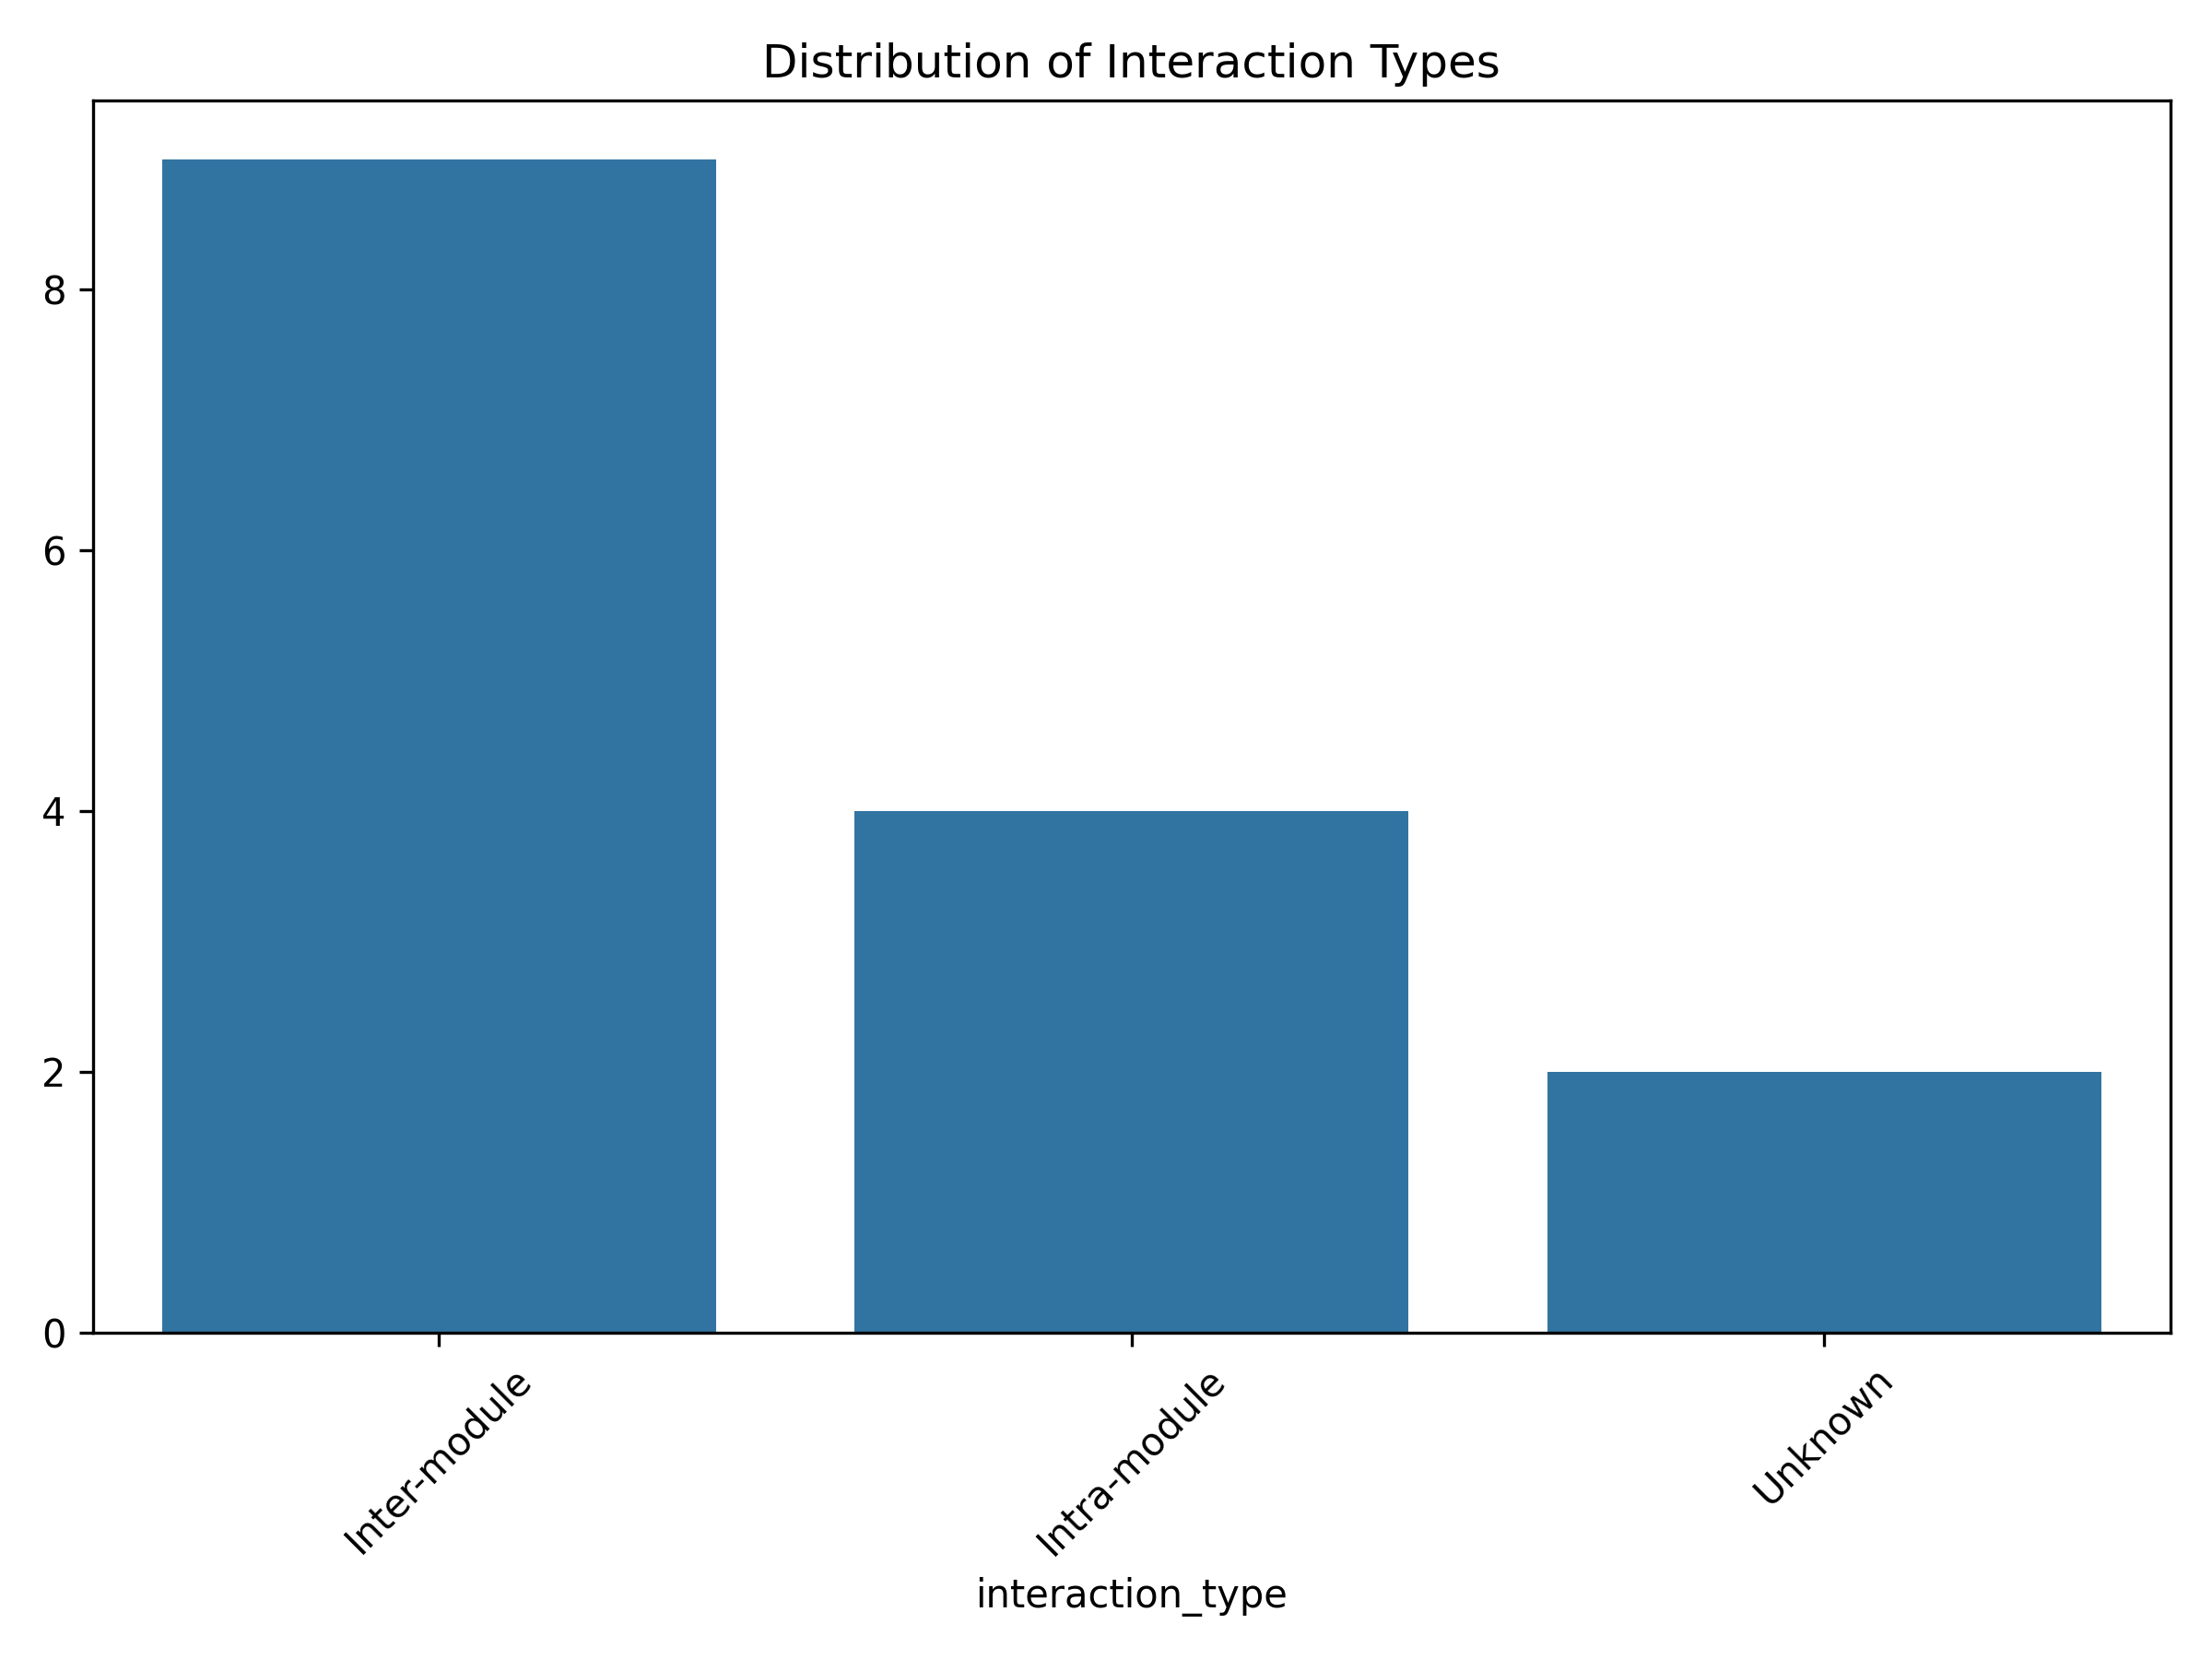 Distribution of Interaction Types
8
6
4
2
0
Inter-module
Intra-module
Unknown
interaction_type